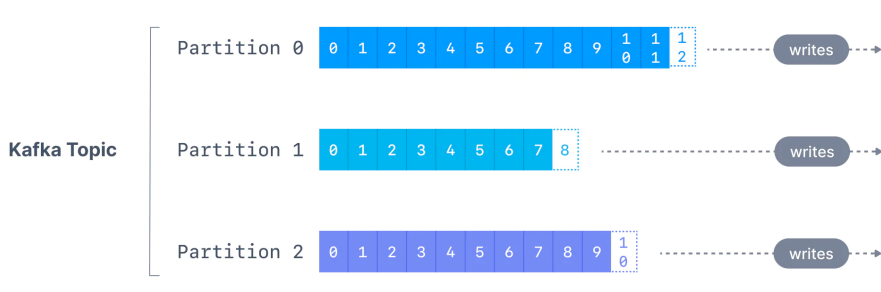 Partition 0 0 1 2 3 4 5 6 7 8 9 10 11 12 writes
Kafka Topic
Partition 1 0 1 2 3 4 5 6 7 8 writes
Partition 2 0 1 2 3 4 5 6 7 8 9 10 writes